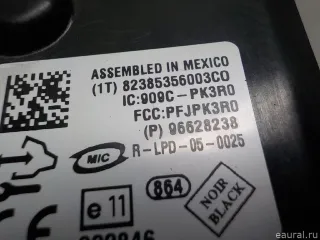 ASSEMBLED IN MEXICO
(1T) 82385356003C0
IC:909C-PK3R0
FCC:PFJPK3R0
(P) 96628238
MIC R-LPD-05-0025
e 11
864
NOIR
BLACK
eaural.ru